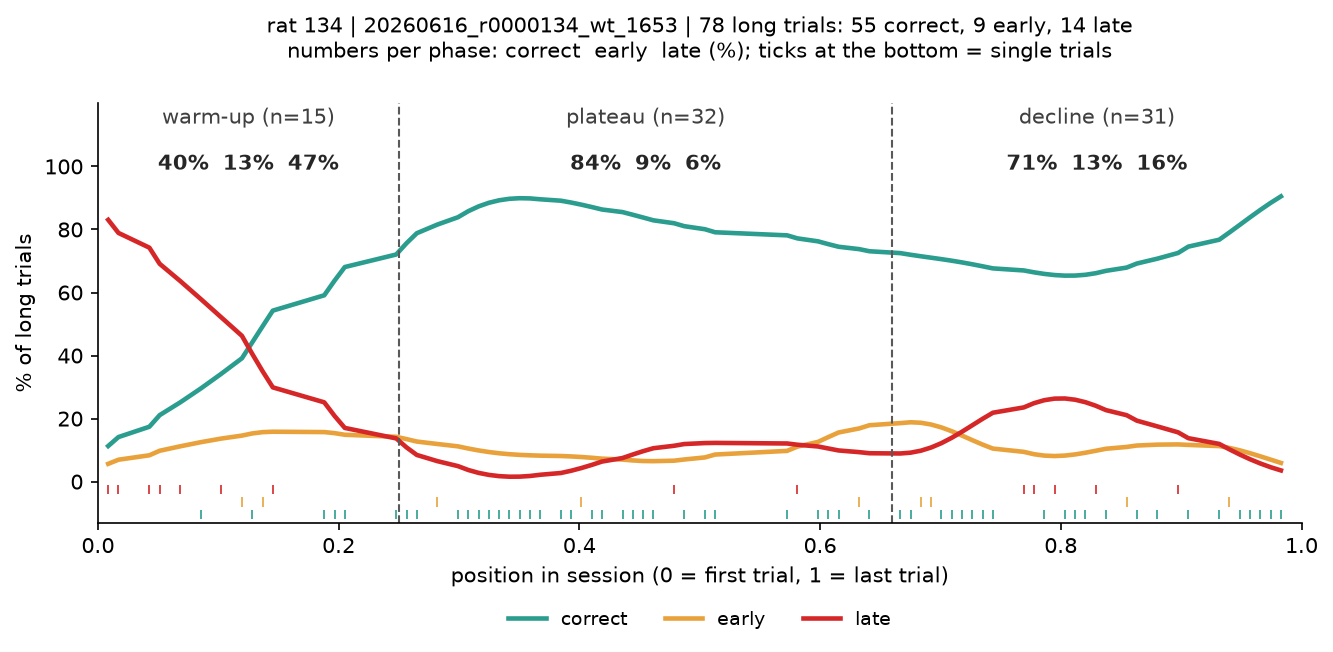 rat 134 | 20260616_r0000134_wt_1653 | 78 long trials: 55 correct, 9 early, 14 late
numbers per phase: correct  early  late (%); ticks at the bottom = single trials
warm-up (n=15)
plateau (n=32)
decline (n=31)
40%  13%  47%
84%  9%  6%
71%  13%  16%
100
80
60
40
20
0
% of long trials
0.0
0.2
0.4
0.6
0.8
1.0
position in session (0 = first trial, 1 = last trial)
correct
early
late